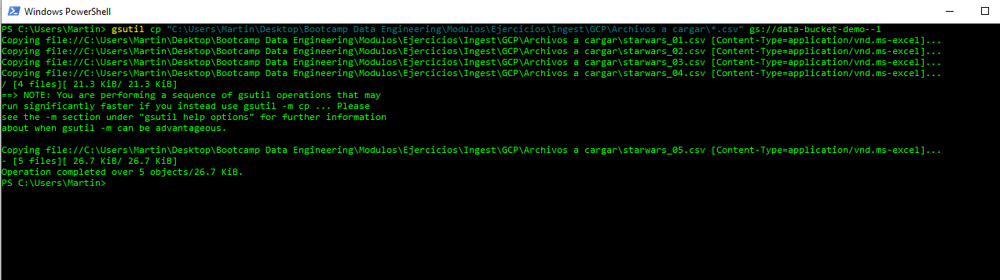 Windows PowerShell
PS C:\Users\Martin> gsutil cp "C:\Users\Martin\Desktop\Bootcamp Data Engineering\Modulos\Ejercicios\Ingest\GCP\Archivos a cargar\*.csv" gs://data-bucket-demo--1
Copying file://C:\Users\Martin\Desktop\Bootcamp Data Engineering\Modulos\Ejercicios\Ingest\GCP\Archivos a cargar\starwars_01.csv [Content-Type=application/vnd.ms-excel]...
Copying file://C:\Users\Martin\Desktop\Bootcamp Data Engineering\Modulos\Ejercicios\Ingest\GCP\Archivos a cargar\starwars_02.csv [Content-Type=application/vnd.ms-excel]...
Copying file://C:\Users\Martin\Desktop\Bootcamp Data Engineering\Modulos\Ejercicios\Ingest\GCP\Archivos a cargar\starwars_03.csv [Content-Type=application/vnd.ms-excel]...
Copying file://C:\Users\Martin\Desktop\Bootcamp Data Engineering\Modulos\Ejercicios\Ingest\GCP\Archivos a cargar\starwars_04.csv [Content-Type=application/vnd.ms-excel]...
/ [4 files][ 21.3 KiB/ 21.3 KiB]
==> NOTE: You are performing a sequence of gsutil operations that may
run significantly faster if you instead use gsutil -m cp ... Please
see the -m section under "gsutil help options" for further information
about when gsutil -m can be advantageous.
Copying file://C:\Users\Martin\Desktop\Bootcamp Data Engineering\Modulos\Ejercicios\Ingest\GCP\Archivos a cargar\starwars_05.csv [Content-Type=application/vnd.ms-excel]...
- [5 files][ 26.7 KiB/ 26.7 KiB]
Operation completed over 5 objects/26.7 KiB.
PS C:\Users\Martin>